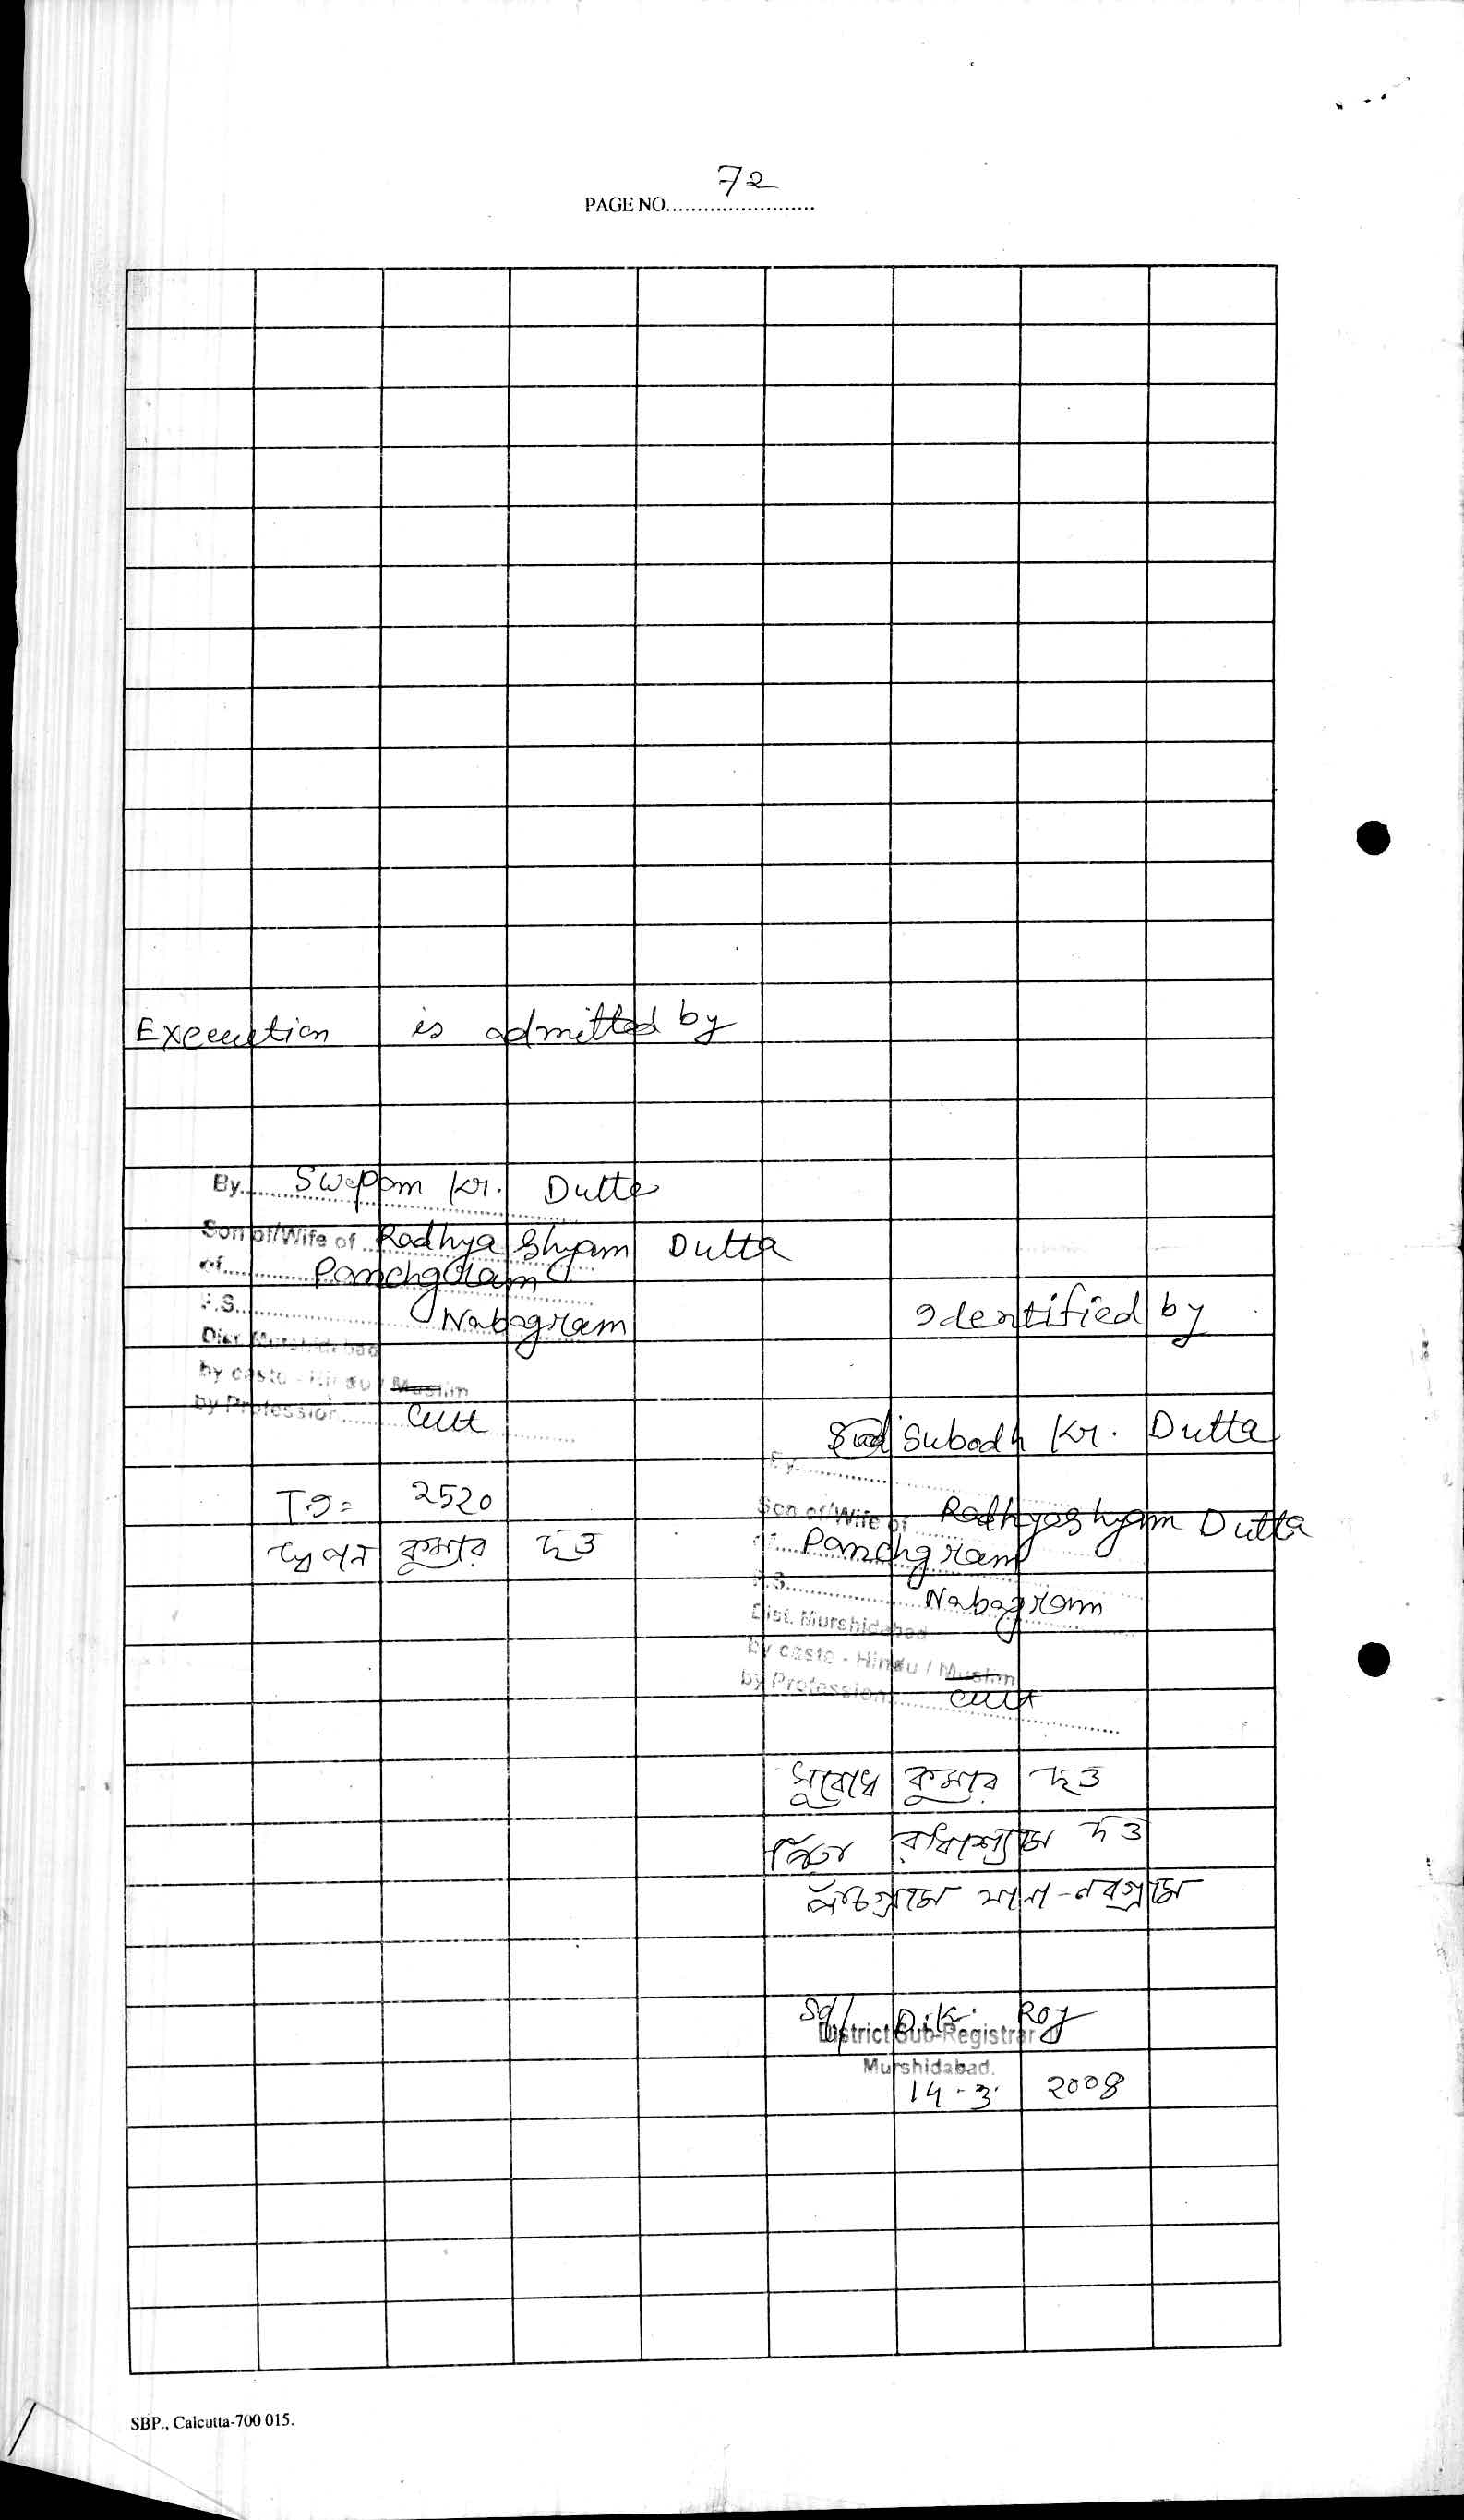 72
PAGE NO........................
Execution is admitted by
By Swapam Kr. Dutta
Son of/Wife of Radhya Shyam Dutta
of Panchgram
P.S. Nabagram
Dist. Murshidabad
by caste - Hindu / Muslim
by Profession Cult
2520
স্বপন কুমার দত্ত
Identified by
Subodh Kr. Dutta
By
Son of/Wife of Radhyashyam Dutta
of Panchgram
P.S. Nabagram
Dist. Murshidabad
by caste - Hindu / Muslim
by Profession Cult
সুবোধ কুমার দত্ত
পিতা রাধাশ্যাম দত্ত
পাঁচগ্রাম থানা-নবগ্রাম
Sd/ D.K. Roy
District Sub-Registrar
Murshidabad.
14-3-2008
SBP., Calcutta-700 015.